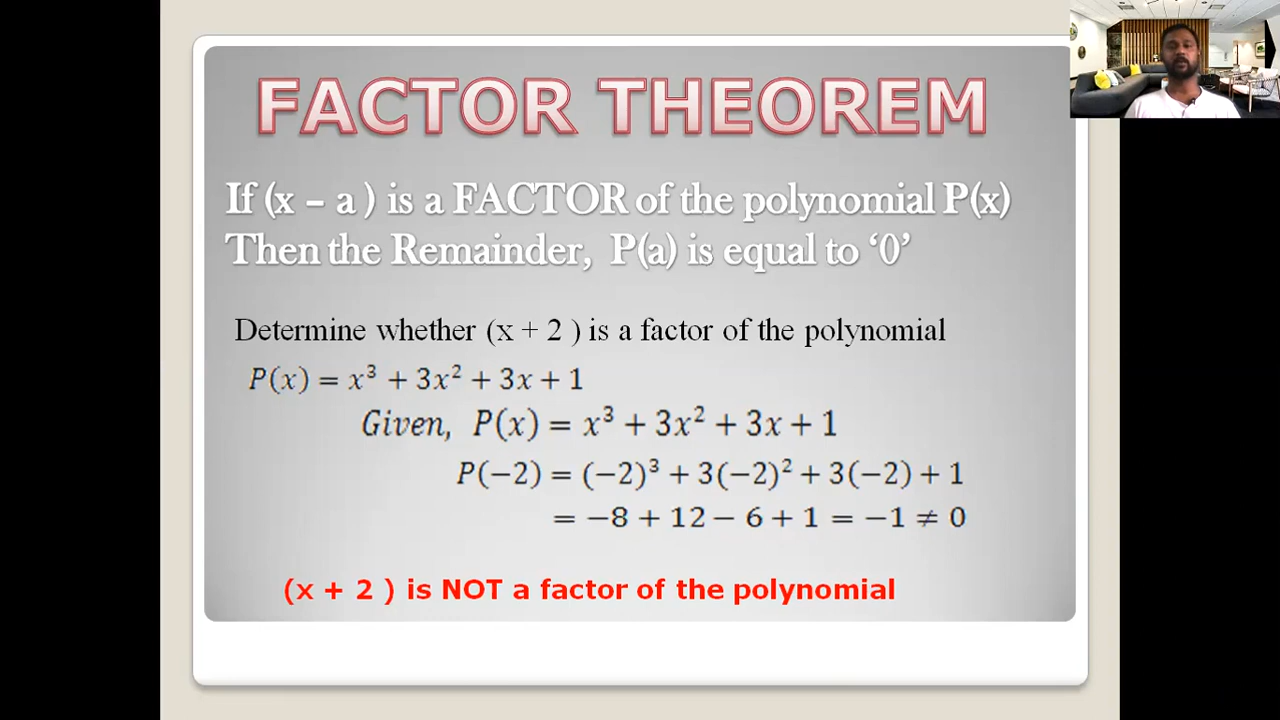 FACTOR THEOREM
If (x – a ) is a FACTOR of the polynomial P(x)
Then the Remainder, P(a) is equal to ‘0’
Determine whether (x + 2 ) is a factor of the polynomial
P(x) = x³ + 3x² + 3x + 1
Given, P(x) = x³ + 3x² + 3x + 1
P(−2) = (−2)³ + 3(−2)² + 3(−2) + 1
= −8 + 12 − 6 + 1 = −1 ≠ 0
(x + 2 ) is NOT a factor of the polynomial